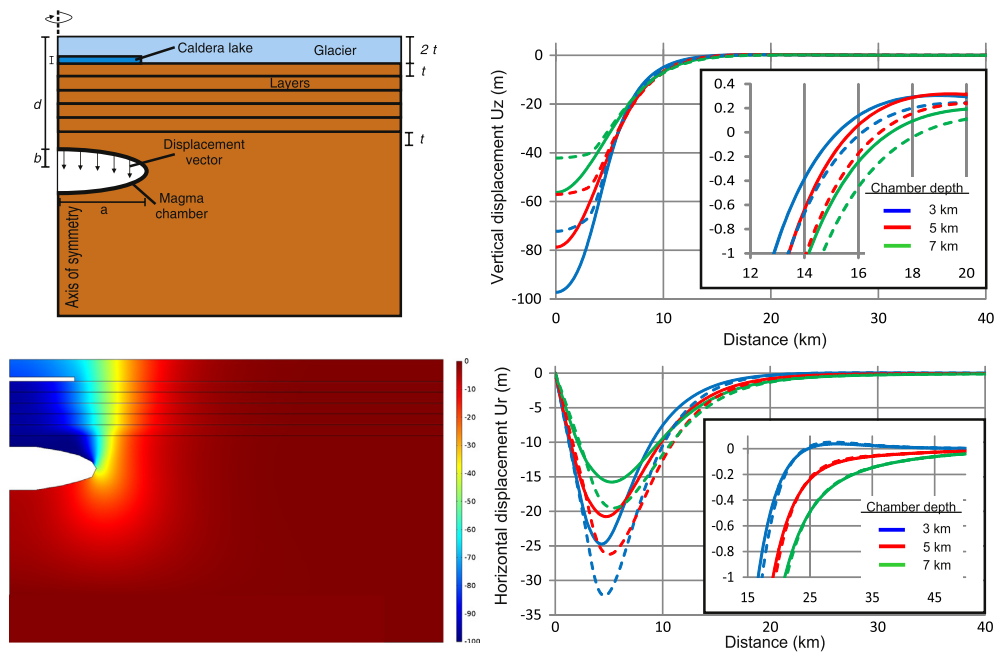 Caldera lake
Glacier
2 t
I
t
Layers
d
t
Displacement
vector
b
Magma
chamber
a
Axis of symmetry
0
-10
-20
-30
-40
-50
-60
-70
-80
-90
-100
Vertical displacement Uz (m)
0
-20
-40
-60
-80
-100
0
10
20
30
40
Distance (km)
0.4
0.2
0
-0.2
-0.4
-0.6
-0.8
-1
12
14
16
18
20
Chamber depth
3 km
5 km
7 km
Horizontal displacement Ur (m)
0
-5
-10
-15
-20
-25
-30
-35
0
10
20
30
40
Distance (km)
0
-0.2
-0.4
-0.6
-0.8
-1
15
25
35
45
Chamber depth
3 km
5 km
7 km